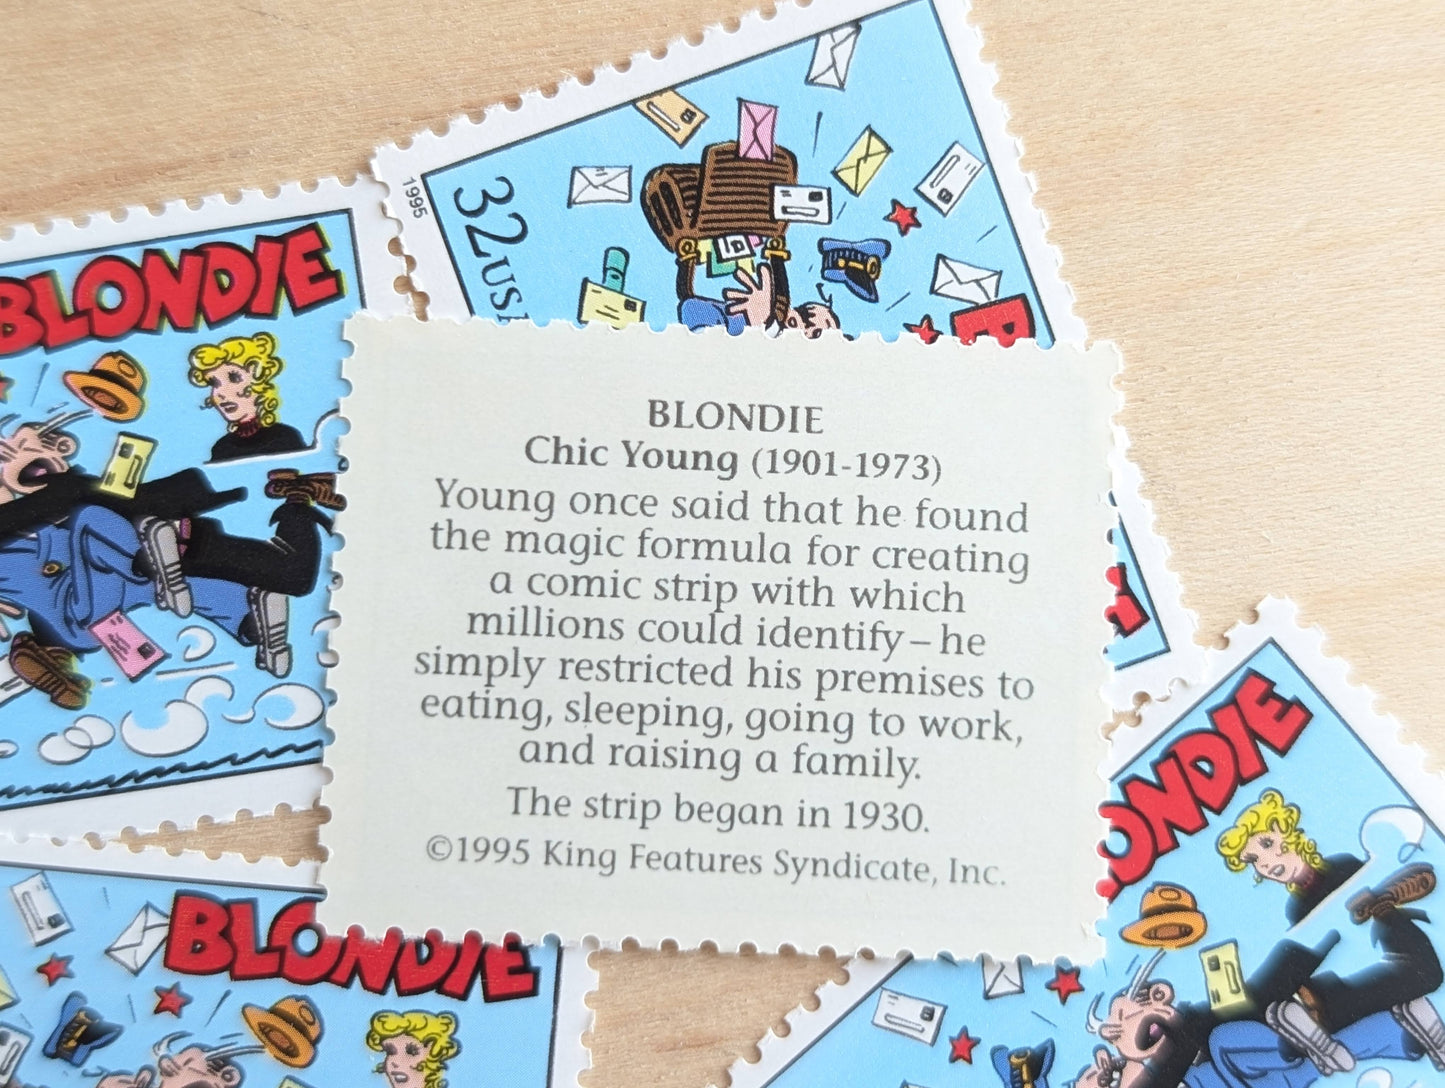 1995
32USA
BLONDIE
BLONDIE
Chic Young (1901-1973)
Young once said that he found
the magic formula for creating
a comic strip with which
millions could identify – he
simply restricted his premises to
eating, sleeping, going to work,
and raising a family.
The strip began in 1930.
©1995 King Features Syndicate, Inc.
BLONDIE
BLONDIE